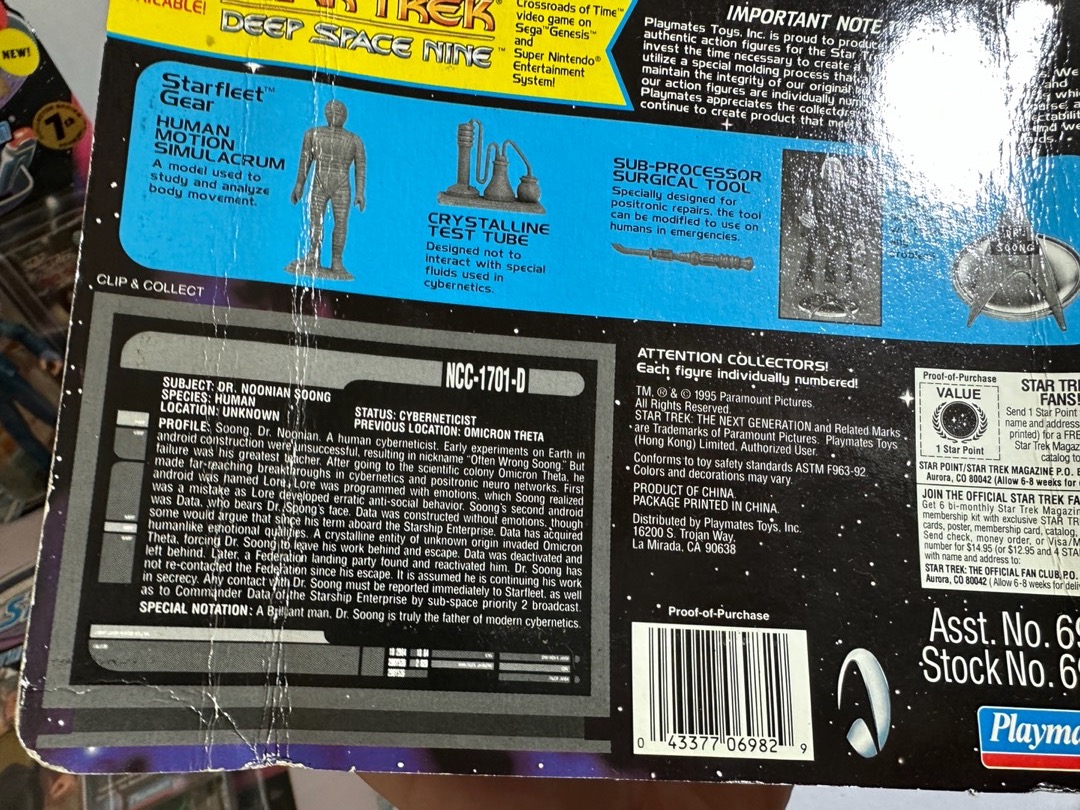 NEW!
DEEP SPACE NINE™
Crossroads of Time™
video game on
Sega™Genesis™
and
Super Nintendo®
Entertainment
System!
IMPORTANT NOTE
Playmates Toys, Inc. is proud to produce
authentic action figures for the Star
invest the time necessary to create a
utilize a special molding process that
maintain the integrity of our original
our action figures are individually
Playmates appreciates the collectors
continue to create product that
Starfleet™
Gear
HUMAN
MOTION
SIMULACRUM
A model used to
study and analyze
body movement.
CRYSTALLINE
TEST TUBE
Designed not to
interact with special
fluids used in
cybernetics.
SUB-PROCESSOR
SURGICAL TOOL
Specially designed for
positronic repairs, the tool
can be modified to use on
humans in emergencies.
CLIP & COLLECT
NCC-1701-D
SUBJECT: DR. NOONIAN SOONG
SPECIES: HUMAN
LOCATION: UNKNOWN
STATUS: CYBERNETICIST
PREVIOUS LOCATION: OMICRON THETA
PROFILE: Soong, Dr. Noonian. A human cyberneticist. Early experiments on Earth in
android construction were unsuccessful, resulting in nickname "Often Wrong Soong." But
failure was his greatest teacher. After going to the scientific colony Omicron Theta, he
made far-reaching breakthroughs in cybernetics and positronic neuro networks. First
android was named Lore. Lore was programmed with emotions, which Soong realized
was a mistake as Lore developed erratic anti-social behavior. Soong's second android
was Data, who bears Dr. Soong's face. Data was constructed without emotions, though
some would argue that since his term aboard the Starship Enterprise, Data has acquired
humanlike emotional qualities. A crystalline entity of unknown origin invaded Omicron
Theta, forcing Dr. Soong to leave his work behind and escape. Data was deactivated and
left behind. Later, a Federation landing party found and reactivated him. Dr. Soong has
not re-contacted the Federation since his escape. It is assumed he is continuing his work
in secrecy. Any contact with Dr. Soong must be reported immediately to Starfleet, as well
as to Commander Data of the Starship Enterprise by sub-space priority 2 broadcast.
SPECIAL NOTATION: A Brilliant man, Dr. Soong is truly the father of modern cybernetics.
ATTENTION COLLECTORS!
Each figure individually numbered!
TM, ® & © 1995 Paramount Pictures.
All Rights Reserved.
STAR TREK: THE NEXT GENERATION and Related Marks
are Trademarks of Paramount Pictures. Playmates Toys
(Hong Kong) Limited. Authorized User.
Conforms to toy safety standards ASTM F963-92.
Colors and decorations may vary.
PRODUCT OF CHINA.
PACKAGE PRINTED IN CHINA.
Distributed by Playmates Toys, Inc.
16200 S. Trojan Way,
La Mirada, CA 90638
Proof-of-Purchase
0 43377 06982 9
Proof-of-Purchase
VALUE
1 Star Point
Send 1 Star Point
name and address
printed) for a FRE
Star Trek Magaz
catalog to
STAR POINT/STAR TREK MAGAZINE P.O.
Aurora, CO 80042 (Allow 6-8 weeks for
JOIN THE OFFICIAL STAR TREK FA
Get 6 bi-monthly Star Trek Magazin
membership kit with exclusive STAR TR
cards, poster, membership card, catalog,
Send check, money order, or Visa/M
number for $14.95 (or $12.95 and 4 STA
with name and address to:
STAR TREK: THE OFFICIAL FAN CLUB, P.O.
Aurora, CO 80042 (Allow 6-8 weeks for
Asst. No. 69
Stock No. 69
Playma